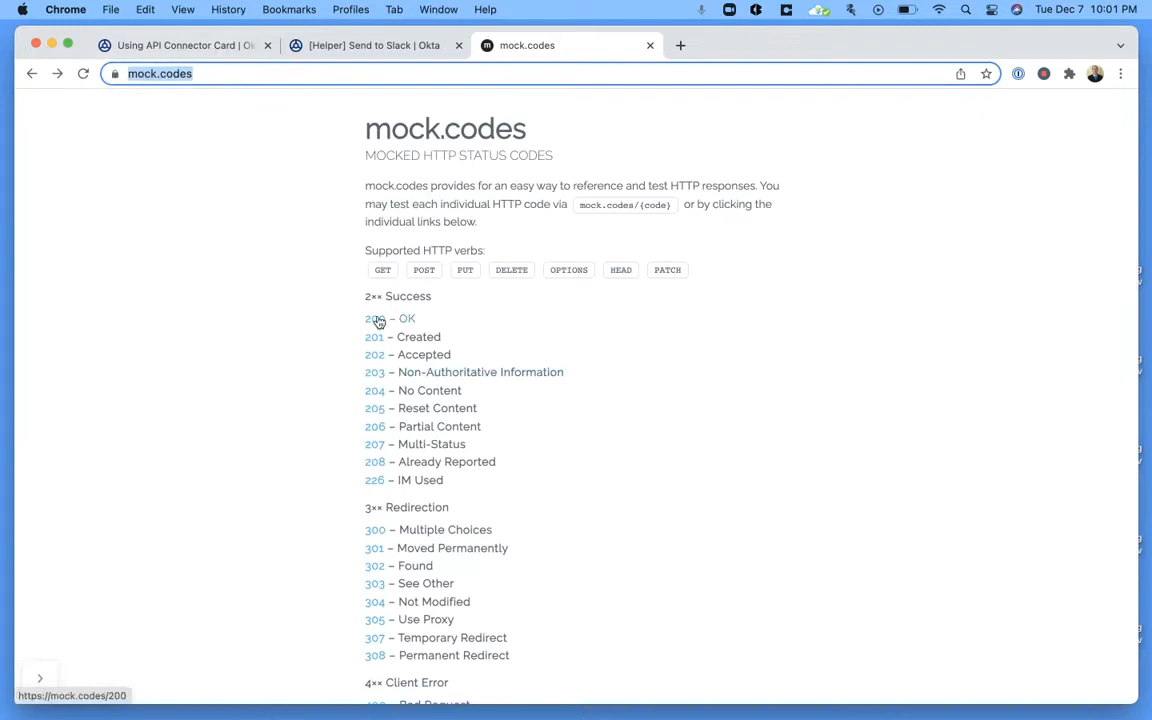 Chrome File Edit View History Bookmarks Profiles Tab Window Help Tue Dec 7 10:01 PM
Using API Connector Card | Ok
[Helper] Send to Slack | Okta
mock.codes
mock.codes
mock.codes
MOCKED HTTP STATUS CODES
mock.codes provides for an easy way to reference and test HTTP responses. You
may test each individual HTTP code via mock.codes/{code} or by clicking the
individual links below.
Supported HTTP verbs:
GET POST PUT DELETE OPTIONS HEAD PATCH
2×× Success
200 – OK
201 – Created
202 – Accepted
203 – Non-Authoritative Information
204 – No Content
205 – Reset Content
206 – Partial Content
207 – Multi-Status
208 – Already Reported
226 – IM Used
3×× Redirection
300 – Multiple Choices
301 – Moved Permanently
302 – Found
303 – See Other
304 – Not Modified
305 – Use Proxy
307 – Temporary Redirect
308 – Permanent Redirect
4×× Client Error
https://mock.codes/200